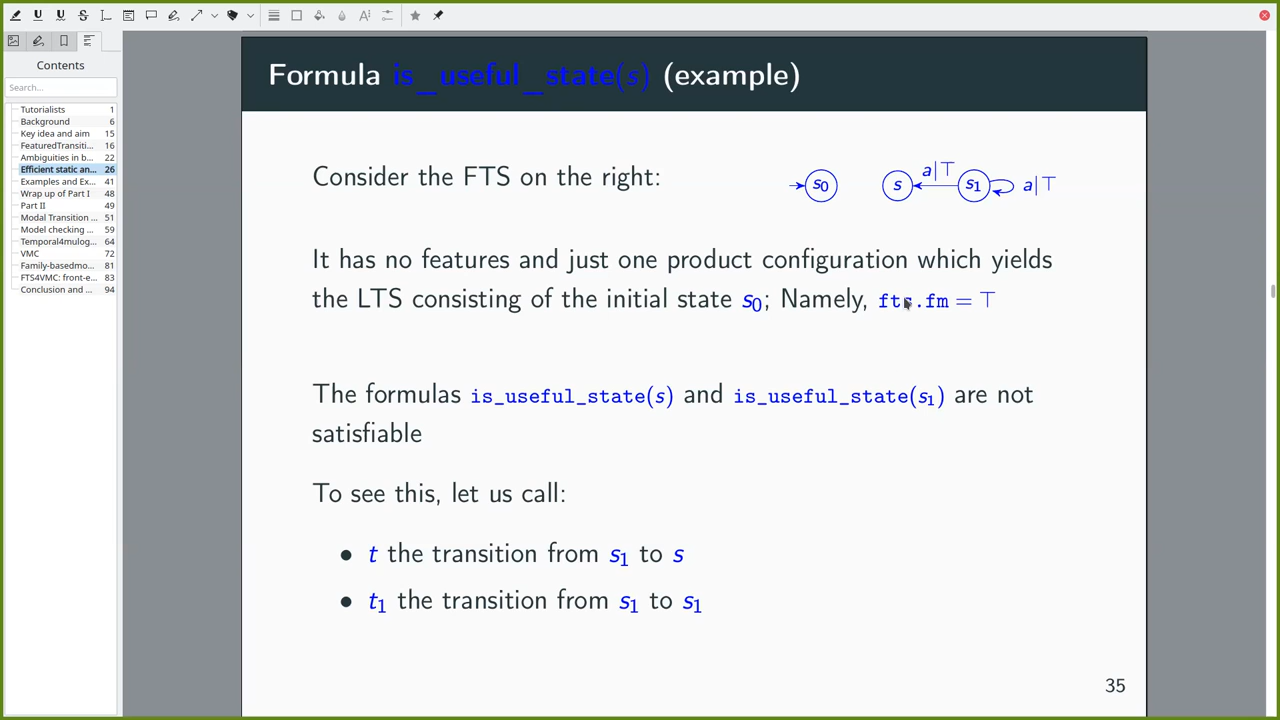 Contents
Search...
Tutorialists 1
Background 6
Key idea and aim 15
FeaturedTransiti... 16
Ambiguities in b... 22
Efficient static an... 26
Examples and Ex... 41
Wrap up of Part I 48
Part II 49
Modal Transition ... 51
Model checking ... 59
Temporal4mulog... 64
VMC 72
Family-basedmo... 81
FTS4VMC: front-e... 83
Conclusion and ... 94
Formula is_useful_state(s) (example)
Consider the FTS on the right:
s0 s a|⊤ s1 a|⊤
It has no features and just one product configuration which yields
the LTS consisting of the initial state s0; Namely, fts.fm = ⊤
The formulas is_useful_state(s) and is_useful_state(s1) are not
satisfiable
To see this, let us call:
• t the transition from s1 to s
• t1 the transition from s1 to s1
35